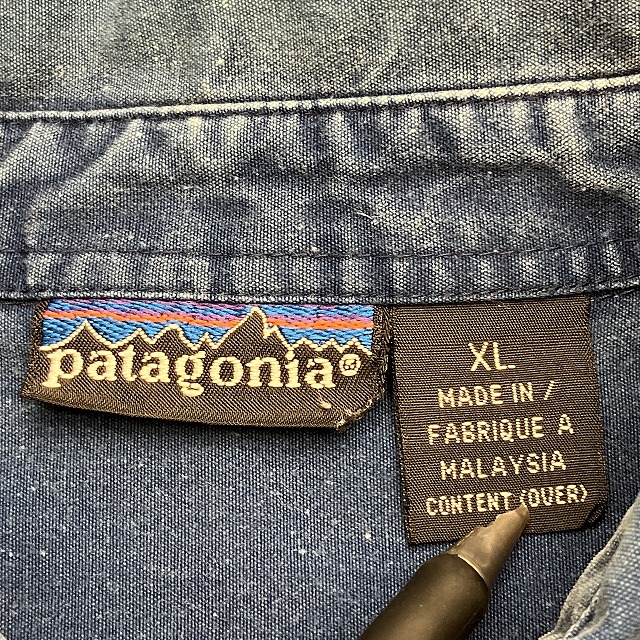 patagonia®
XL
MADE IN /
FABRIQUE A
MALAYSIA
CONTENT (OVER)